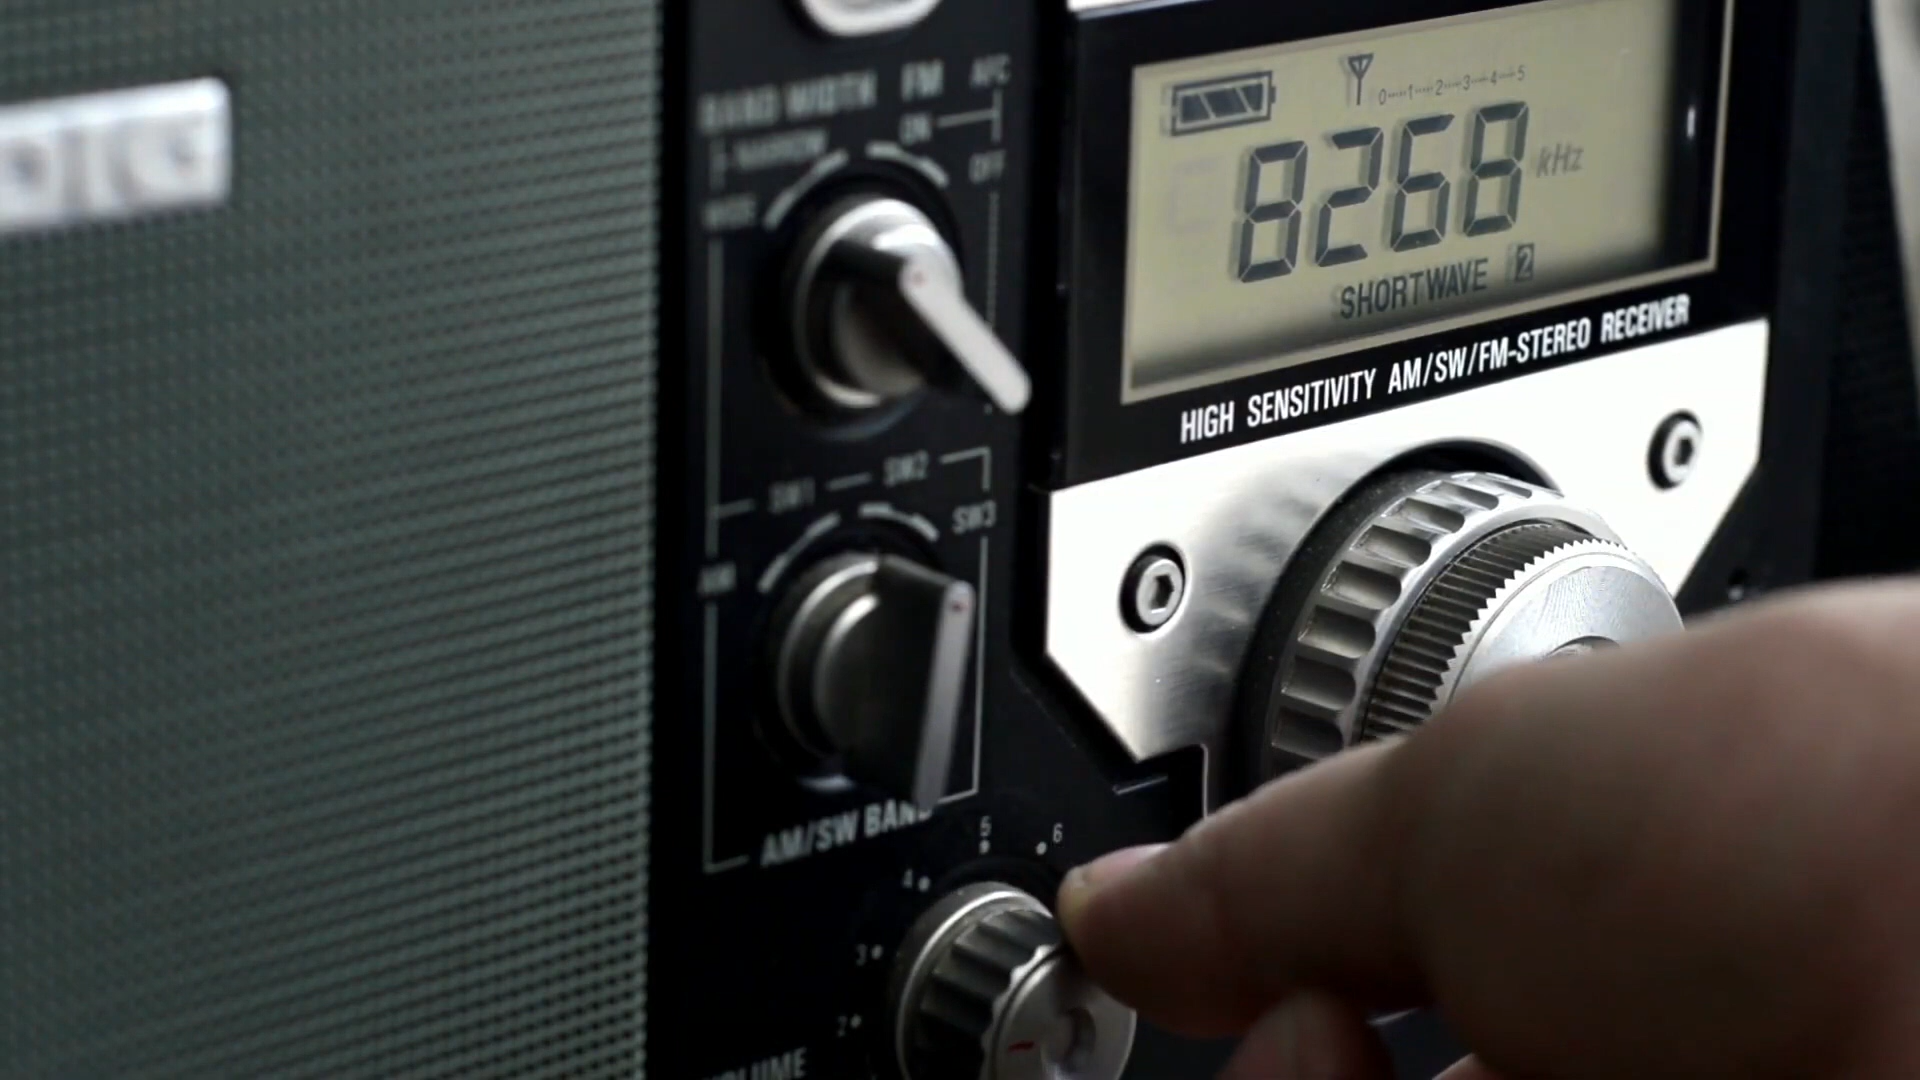 BAND WIDTH FM AFC
NARROW ON
WIDE OFF
0 1 2 3 4 5
8268 kHz
SHORTWAVE 2
HIGH SENSITIVITY AM/SW/FM-STEREO RECEIVER
SW1 SW2
AM SW3
AM/SW BAND
5 6
4
3
2
VOLUME